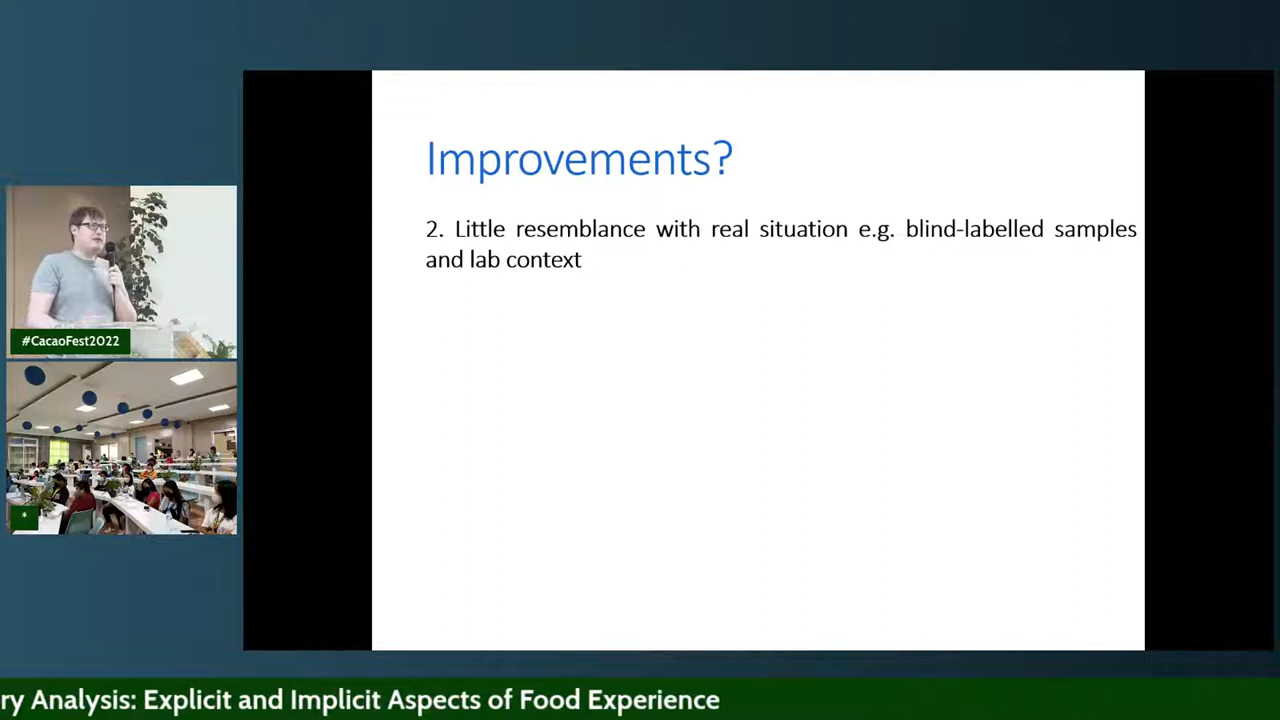 Improvements?
2. Little resemblance with real situation e.g. blind-labelled samples
and lab context
#CacaoFest2022
*
ry Analysis: Explicit and Implicit Aspects of Food Experience